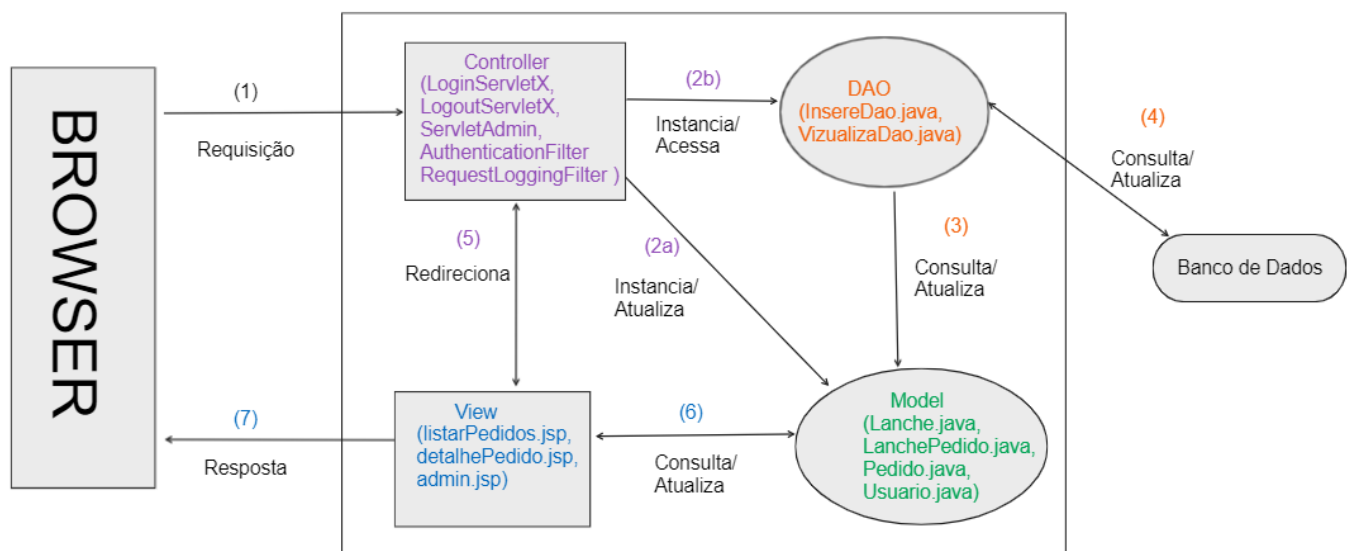 BROWSER
(1)
Requisição
Controller
(LoginServletX,
LogoutServletX,
ServletAdmin,
AuthenticationFilter
RequestLoggingFilter )
(2b)
Instancia/
Acessa
DAO
(InsereDao.java,
VizualizaDao.java)
(4)
Consulta/
Atualiza
Banco de Dados
(5)
Redireciona
(2a)
Instancia/
Atualiza
(3)
Consulta/
Atualiza
(7)
Resposta
View
(listarPedidos.jsp,
detalhePedido.jsp,
admin.jsp)
(6)
Consulta/
Atualiza
Model
(Lanche.java,
LanchePedido.java,
Pedido.java,
Usuario.java)